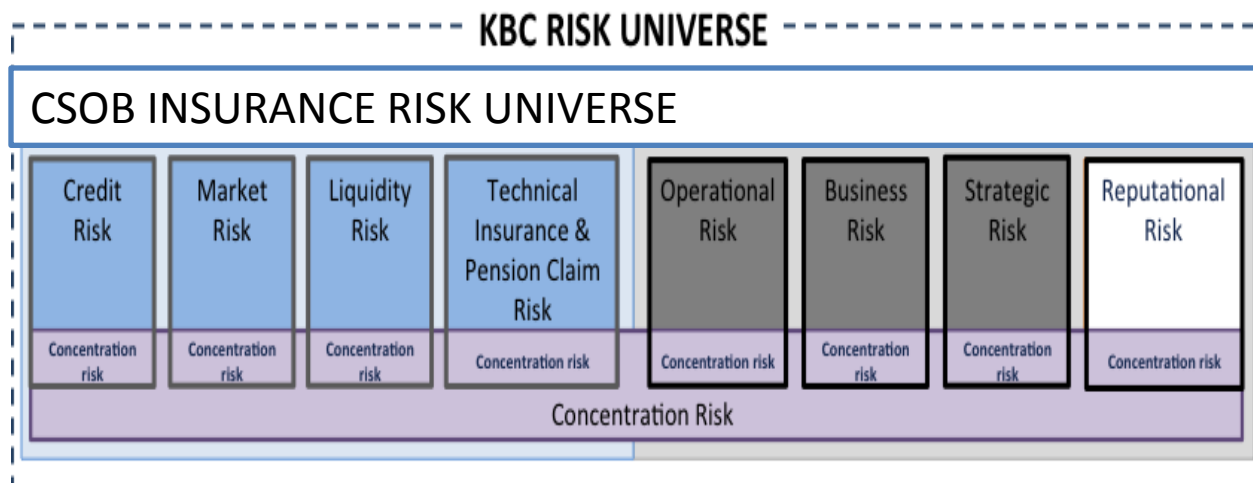 KBC RISK UNIVERSE
CSOB INSURANCE RISK UNIVERSE
Credit
Risk
Market
Risk
Liquidity
Risk
Technical
Insurance &
Pension Claim
Risk
Operational
Risk
Business
Risk
Strategic
Risk
Reputational
Risk
Concentration
risk
Concentration
risk
Concentration
risk
Concentration risk
Concentration risk
Concentration
risk
Concentration
risk
Concentration risk
Concentration Risk